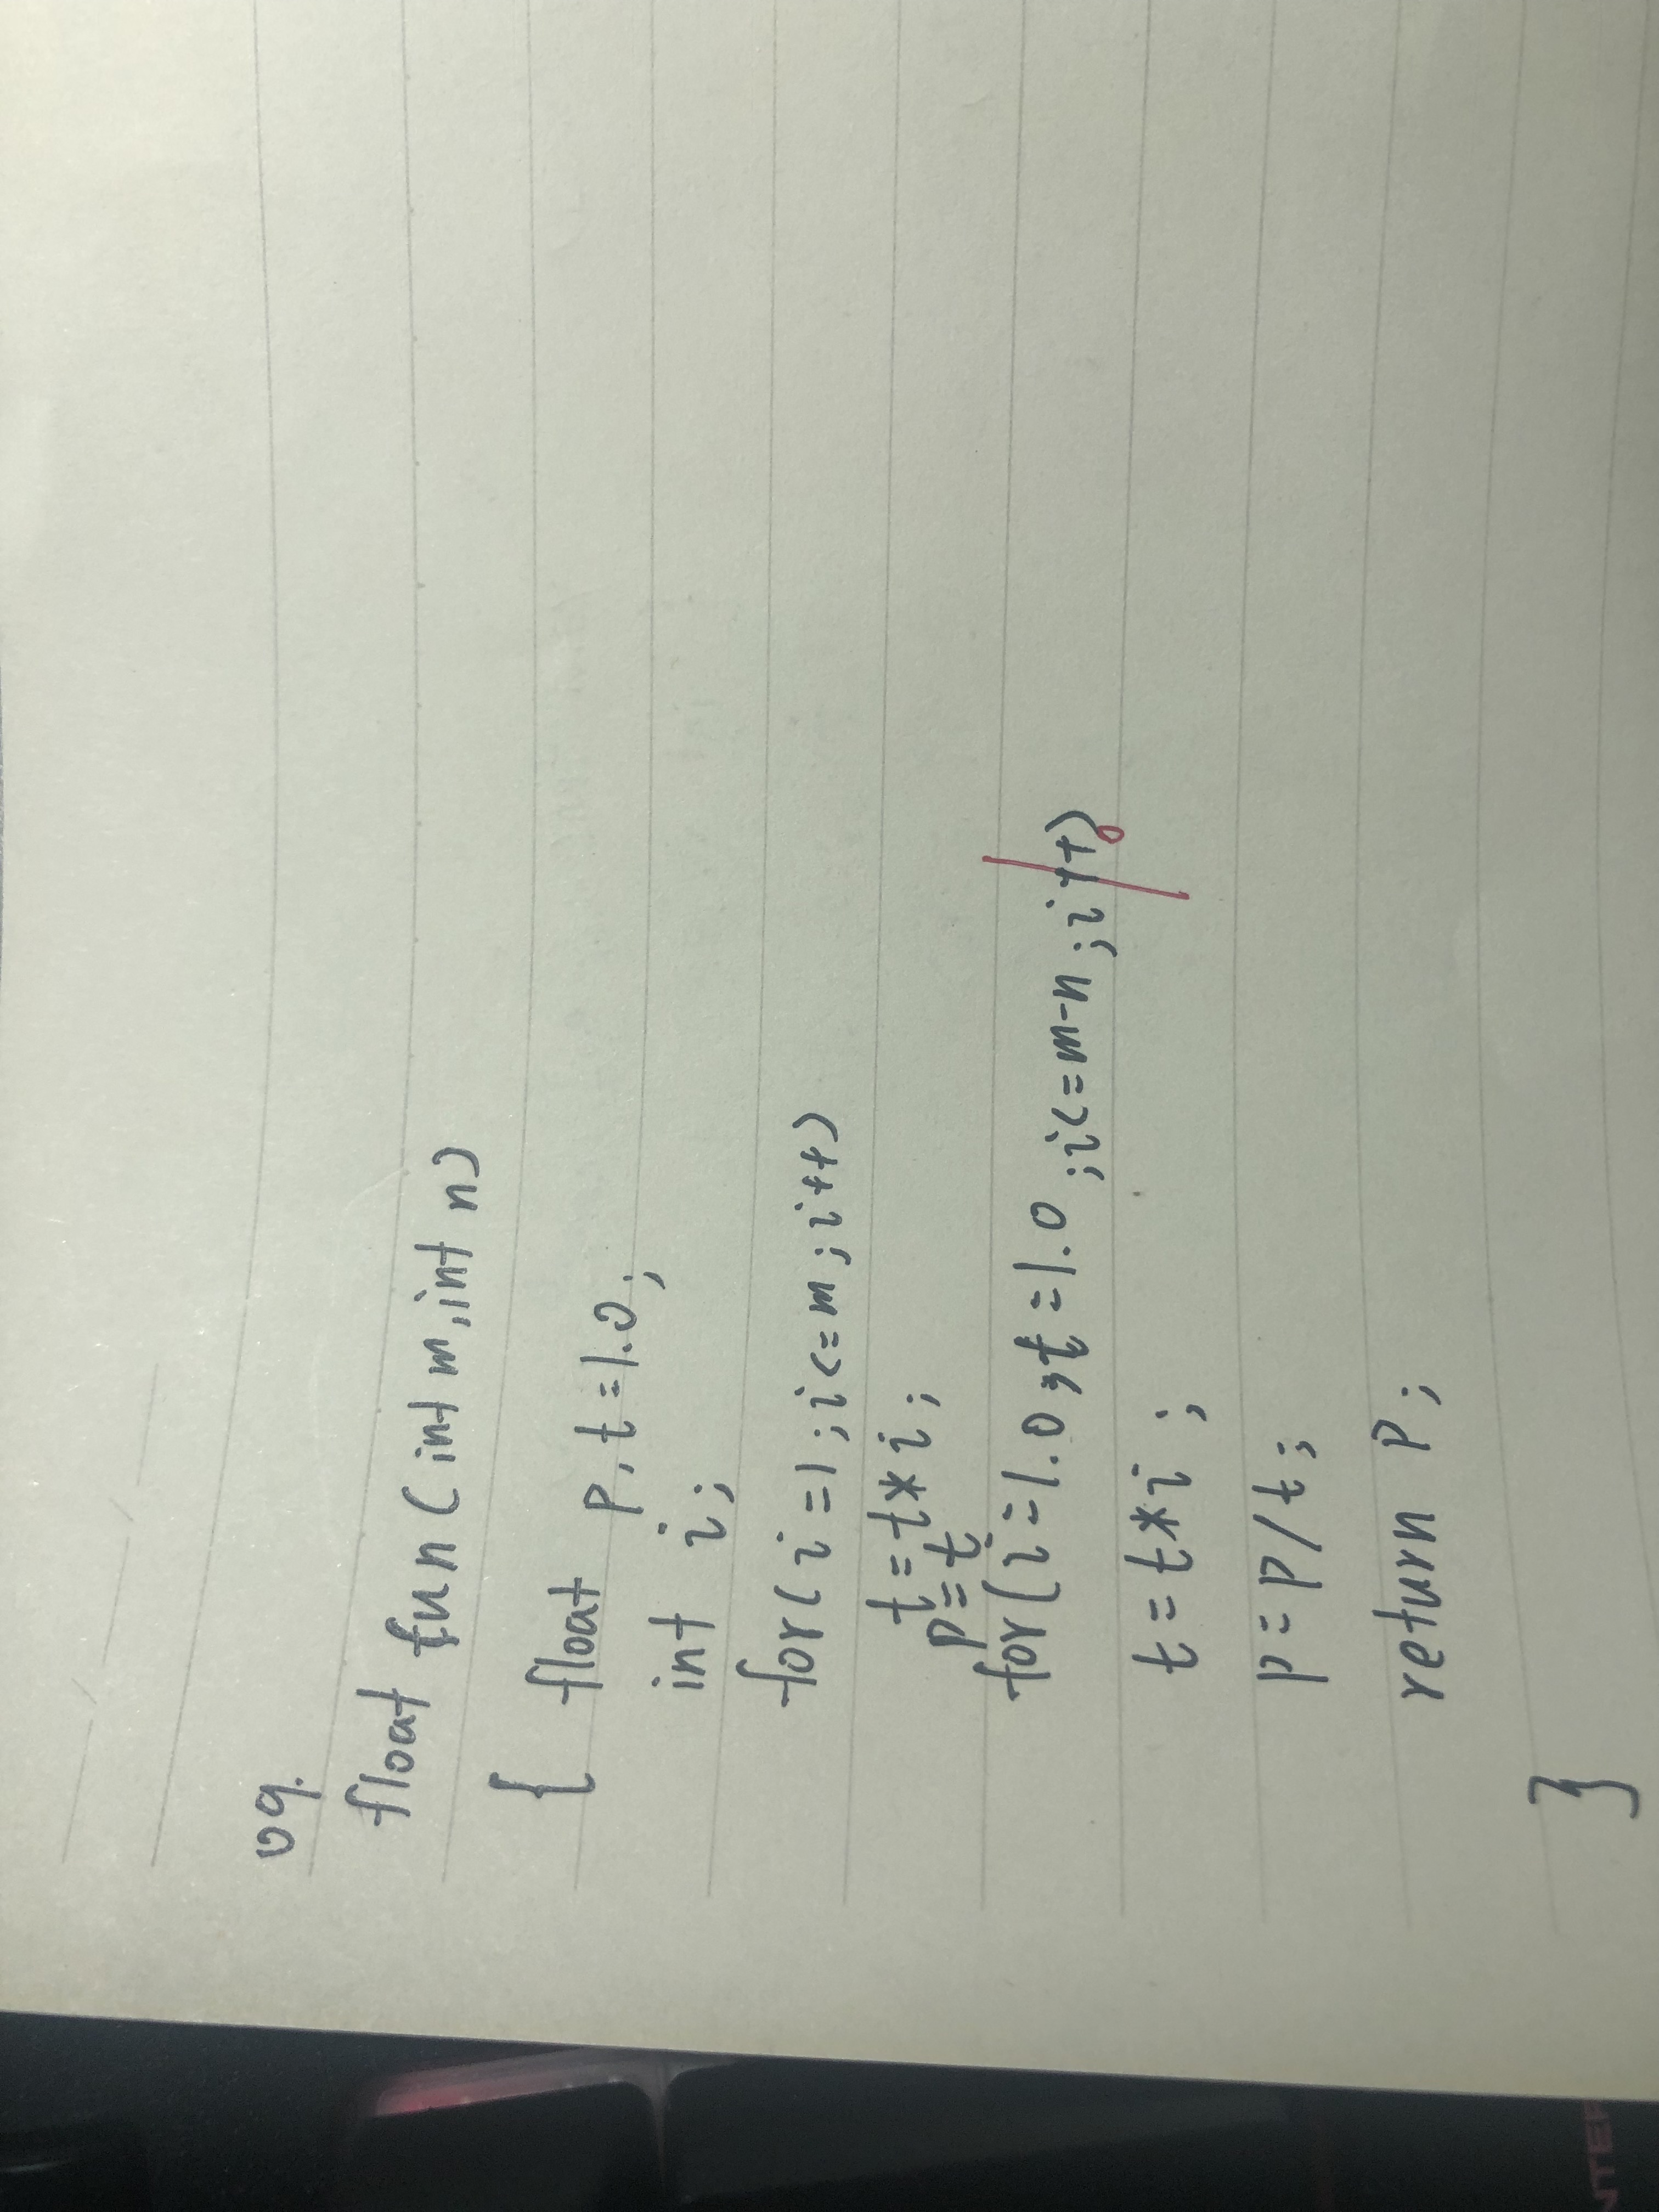 09.
float fun(int m,int n)
{ float p,t=1.0;
int i;
for(i=1;i<=m;i++)
t=t*i;
p=t;
for(i=1.0,t=1.0;i<=m-n;i++)
t=t*i;
p=p/t;
return p;
}